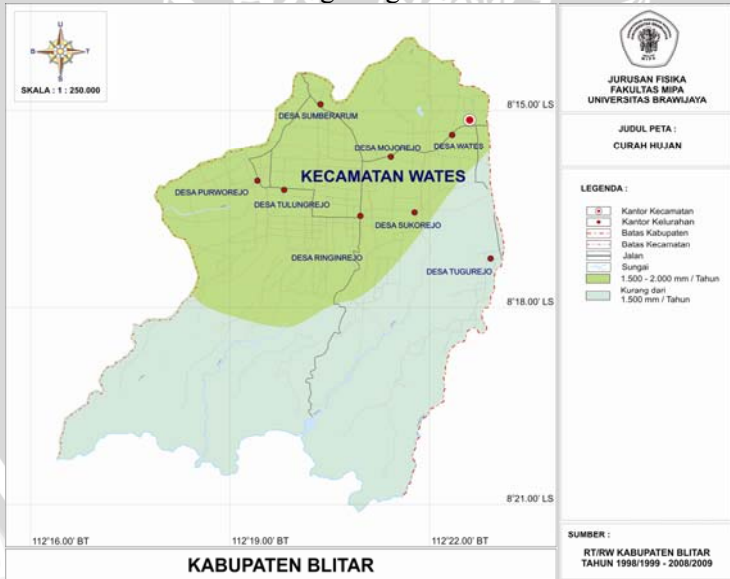 U
B
T
S
SKALA : 1 : 250.000
DESA SUMBERARUM
DESA MOJOREJO
DESA WATES
KECAMATAN WATES
DESA PURWOREJO
DESA TULUNGREJO
DESA SUKOREJO
DESA RINGINREJO
DESA TUGUREJO
8°15.00' LS
8°18.00' LS
8°21.00' LS
112°16.00' BT
112°19.00' BT
112°22.00' BT
KABUPATEN BLITAR
JURUSAN FISIKA
FAKULTAS MIPA
UNIVERSITAS BRAWIJAYA
JUDUL PETA :
CURAH HUJAN
LEGENDA :
Kantor Kecamatan
Kantor Kelurahan
Batas Kabupaten
Batas Kecamatan
Jalan
Sungai
1.500 - 2.000 mm / Tahun
Kurang dari
1.500 mm / Tahun
SUMBER :
RT/RW KABUPATEN BLITAR
TAHUN 1998/1999 - 2008/2009